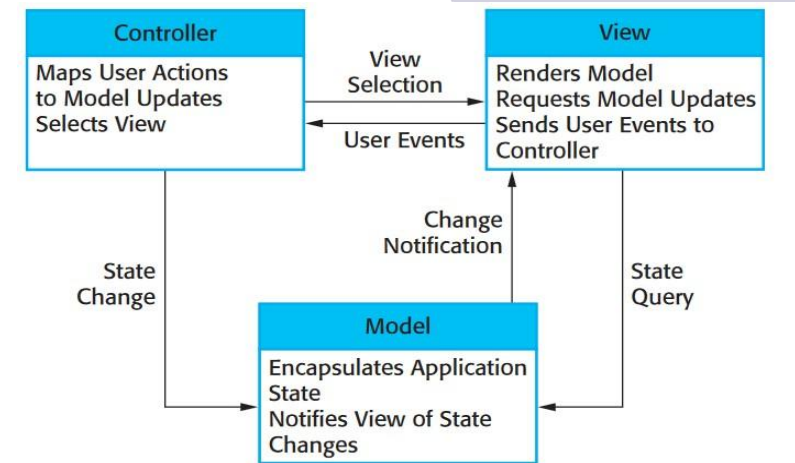 Controller
Maps User Actions
to Model Updates
Selects View
View
Selection
User Events
View
Renders Model
Requests Model Updates
Sends User Events to
Controller
State
Change
Change
Notification
State
Query
Model
Encapsulates Application
State
Notifies View of State
Changes